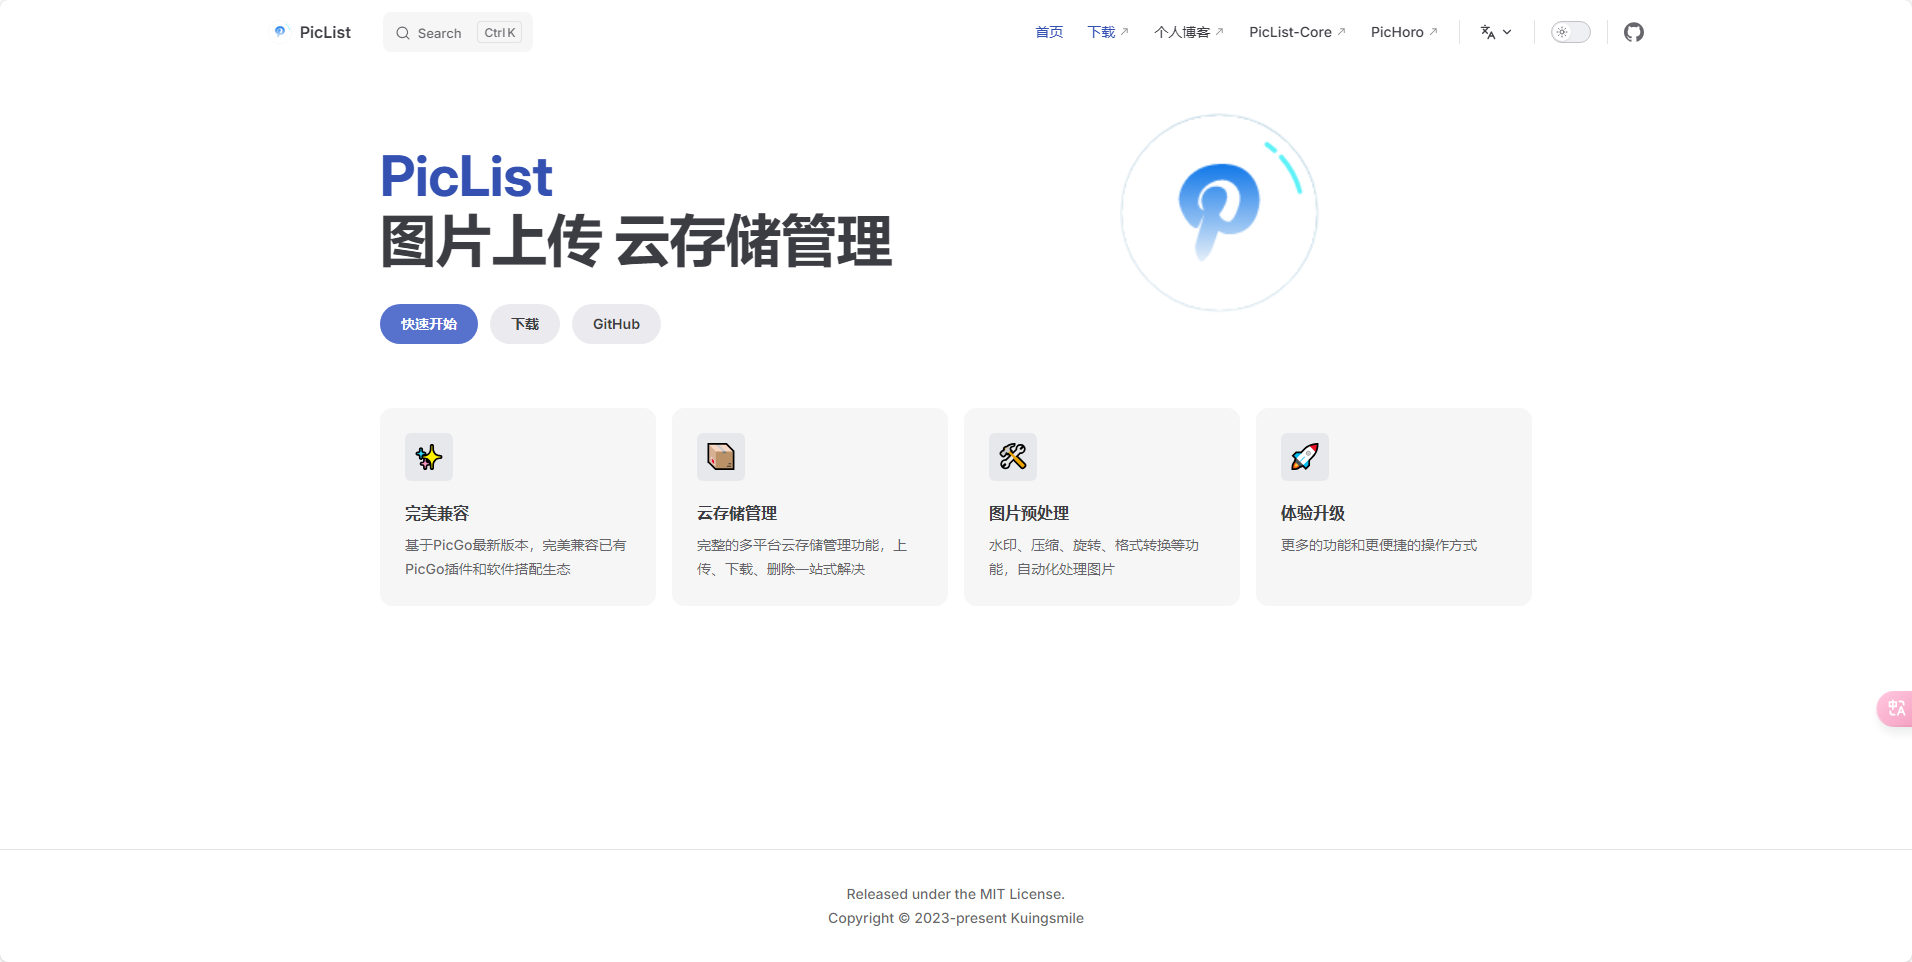 PicList
Search
Ctrl K
首页
下载
个人博客
PicList-Core
PicHoro
PicList
图片上传 云存储管理
快速开始
下载
GitHub
完美兼容
基于PicGo最新版本，完美兼容已有
PicGo插件和软件搭配生态
云存储管理
完整的多平台云存储管理功能，上
传、下载、删除一站式解决
图片预处理
水印、压缩、旋转、格式转换等功
能，自动化处理图片
体验升级
更多的功能和更便捷的操作方式
Released under the MIT License.
Copyright © 2023-present Kuingsmile